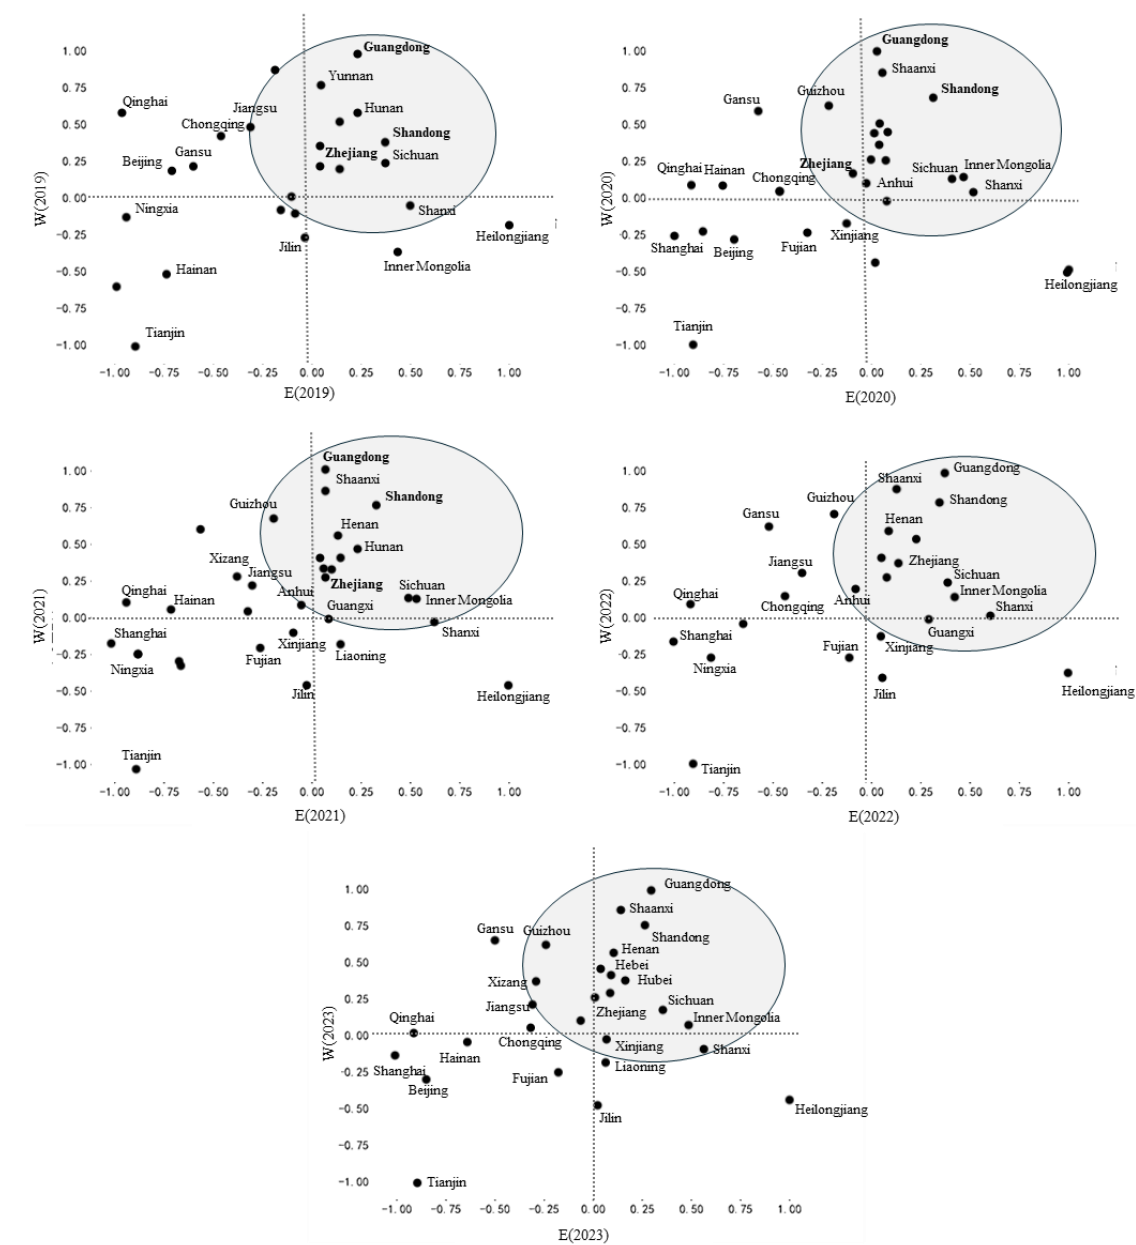 Guangdong
1.00
0.75
0.50
0.25
0.00
-0.25
-0.50
-0.75
-1.00
W(2019)
Yunnan
Qinghai
Jiangsu
Hunan
Chongqing
Shandong
Gansu
Zhejiang
Sichuan
Beijing
Ningxia
Shanxi
Jilin
Heilongjiang
Inner Mongolia
Hainan
Tianjin
-1.00 -0.75 -0.50 -0.25 0.00 0.25 0.50 0.75 1.00
E(2019)
Guangdong
1.00
0.75
0.50
0.25
0.00
-0.25
-0.50
-0.75
-1.00
W(2020)
Shaanxi
Guizhou
Shandong
Gansu
Zhejiang
Qinghai Hainan
Sichuan Inner Mongolia
Chongqing
Anhui
Shanxi
Shanghai
Beijing
Fujian
Xinjiang
Heilongjiang
Tianjin
-1.00 -0.75 -0.50 -0.25 0.00 0.25 0.50 0.75 1.00
E(2020)
Guangdong
1.00
0.75
0.50
0.25
0.00
-0.25
-0.50
-0.75
-1.00
W(2021)
Shaanxi
Guizhou
Shandong
Henan
Hunan
Xizang
Jiangsu
Zhejiang
Qinghai
Hainan
Anhui
Sichuan
Inner Mongolia
Guangxi
Shanghai
Shanxi
Xinjiang
Liaoning
Ningxia
Fujian
Jilin
Heilongjiang
Tianjin
-1.00 -0.75 -0.50 -0.25 0.00 0.25 0.50 0.75 1.00
E(2021)
Guangdong
1.00
0.75
0.50
0.25
0.00
-0.25
-0.50
-0.75
-1.00
W(2022)
Shaanxi
Guizhou
Shandong
Gansu
Henan
Jiangsu
Zhejiang
Sichuan
Qinghai
Inner Mongolia
Chongqing
Anhui
Shanxi
Shanghai
Guangxi
Fujian
Xinjiang
Ningxia
Jilin
Heilongjiang
Tianjin
-1.00 -0.75 -0.50 -0.25 0.00 0.25 0.50 0.75 1.00
E(2022)
Guangdong
1.00
0.75
0.50
0.25
0.00
-0.25
-0.50
-0.75
-1.00
W(2023)
Shaanxi
Gansu Guizhou
Shandong
Henan
Hebei
Xizang
Hubei
Jiangsu
Zhejiang
Sichuan
Qinghai
Inner Mongolia
Chongqing
Xinjiang
Shanxi
Hainan
Shanghai
Fujian
Liaoning
Beijing
Jilin
Heilongjiang
Tianjin
-1.00 -0.75 -0.50 -0.25 0.00 0.25 0.50 0.75 1.00
E(2023)